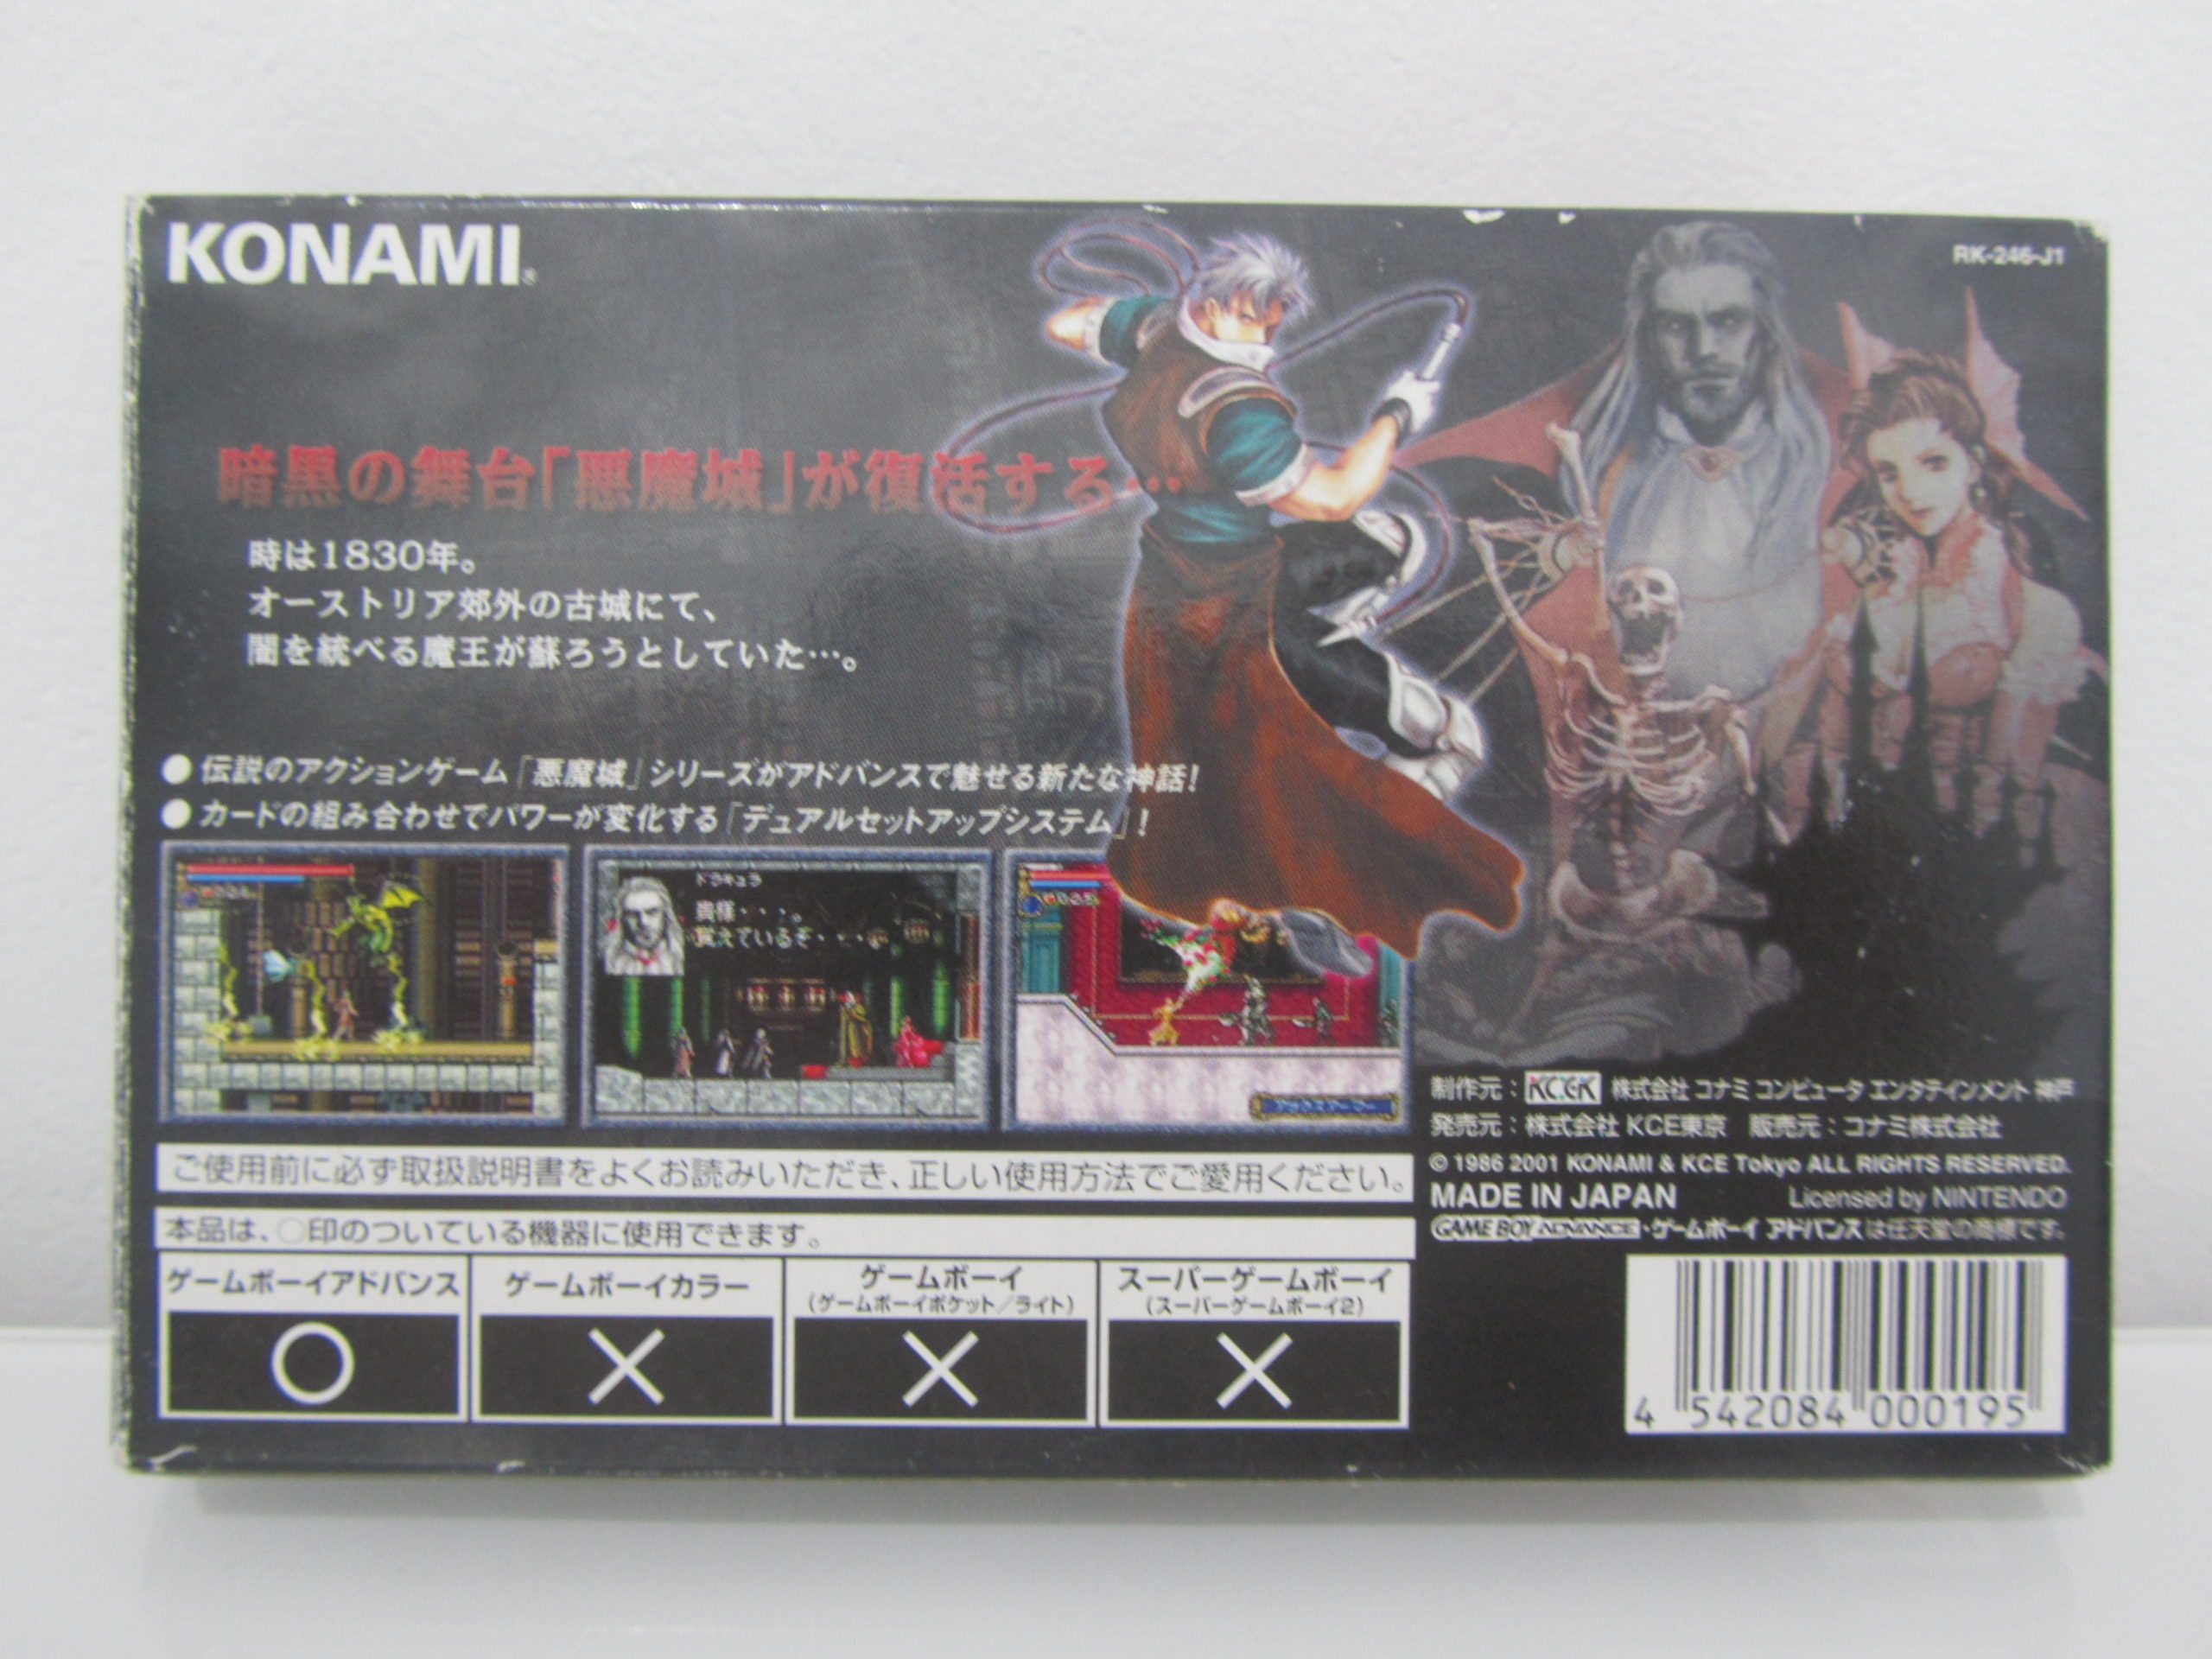 KONAMI®
RK-246-J1
暗黒の舞台「悪魔城」が復活する…
時は1830年。
オーストリア郊外の古城にて、
闇を統べる魔王が蘇ろうとしていた…。
●伝説のアクションゲーム「悪魔城」シリーズがアドバンスで魅せる新たな神話!
●カードの組み合わせでパワーが変化する「デュアルセットアップシステム」!
ドラキュラ
貴様・・・。
覚えているぞ・・・。
アックスアーマー
制作元:KCEK 株式会社 コナミ コンピュータ エンタテインメント 神戸
発売元:株式会社 KCE東京 販売元:コナミ株式会社
© 1986 2001 KONAMI & KCE Tokyo ALL RIGHTS RESERVED.
MADE IN JAPAN Licensed by NINTENDO
GAME BOY ADVANCE・ゲームボーイ アドバンスは任天堂の商標です。
ご使用前に必ず取扱説明書をよくお読みいただき、正しい使用方法でご愛用ください。
本品は、○印のついている機器に使用できます。
ゲームボーイアドバンス
○
ゲームボーイカラー
×
ゲームボーイ
(ゲームボーイポケット/ライト)
×
スーパーゲームボーイ
(スーパーゲームボーイ2)
×
4 542084 000195